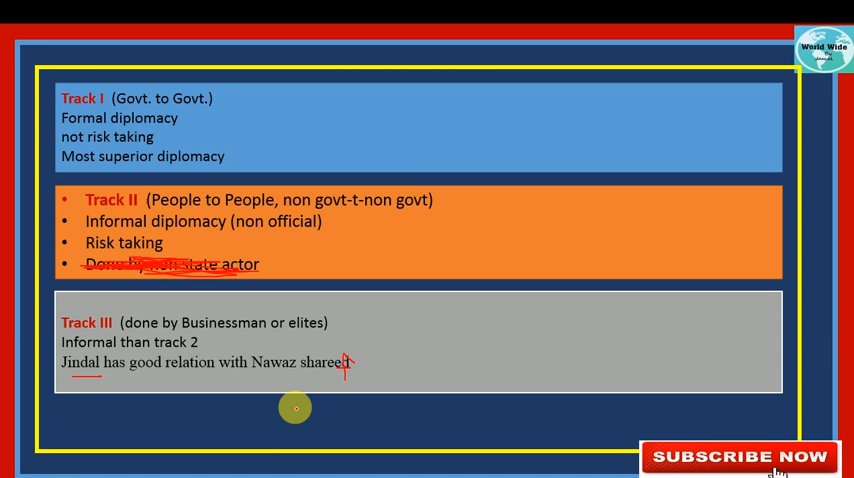 World Wide
Track I (Govt. to Govt.)
Formal diplomacy
not risk taking
Most superior diplomacy
• Track II (People to People, non govt-t-non govt)
• Informal diplomacy (non official)
• Risk taking
• Done by non state actor
Track III (done by Businessman or elites)
Informal than track 2
Jindal has good relation with Nawaz shareef
SUBSCRIBE NOW